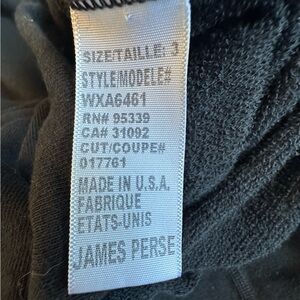 SIZE/TAILLE: 3
STYLE/MODELE#
WXA6461
RN# 95339
CA# 31092
CUT/COUPE#
017761
MADE IN U.S.A.
FABRIQUE
ETATS-UNIS
JAMES PERSE